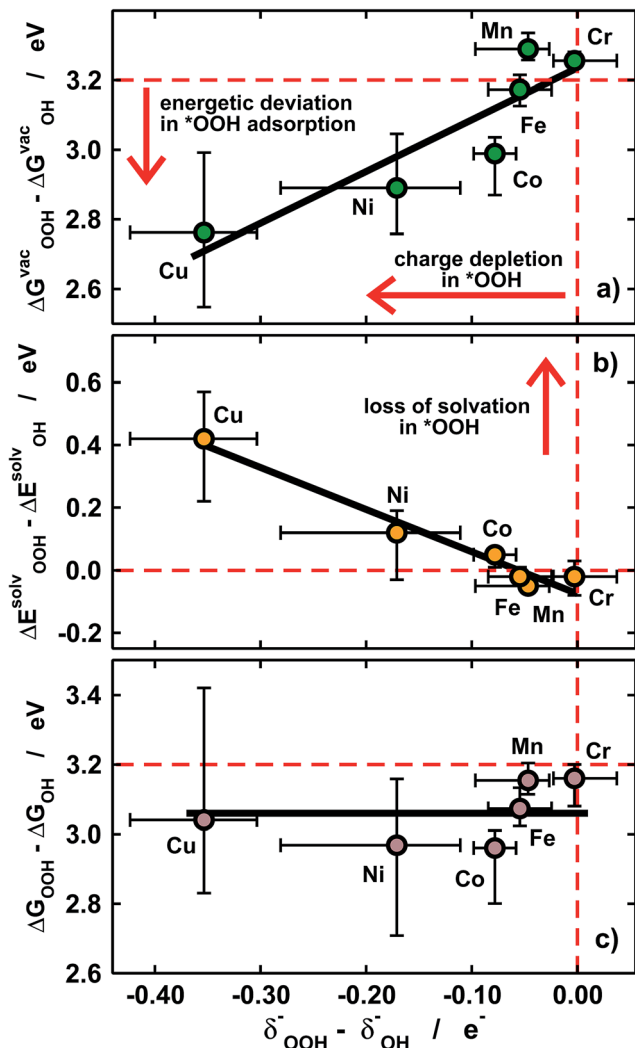 ΔG^vac_OOH - ΔG^vac_OH / eV
3.2
3.0
2.8
2.6
Mn
Cr
energetic deviation
in *OOH adsorption
Fe
Co
Ni
Cu
charge depletion
in *OOH
a)
ΔE^solv_OOH - ΔE^solv_OH / eV
0.6
0.4
0.2
0.0
-0.2
b)
loss of solvation
in *OOH
Cu
Ni
Co
Fe
Mn
Cr
ΔG_OOH - ΔG_OH / eV
3.4
3.2
3.0
2.8
2.6
Mn
Cr
Cu
Fe
Ni
Co
c)
-0.40 -0.30 -0.20 -0.10 0.00
δ^-_OOH - δ^-_OH / e^-